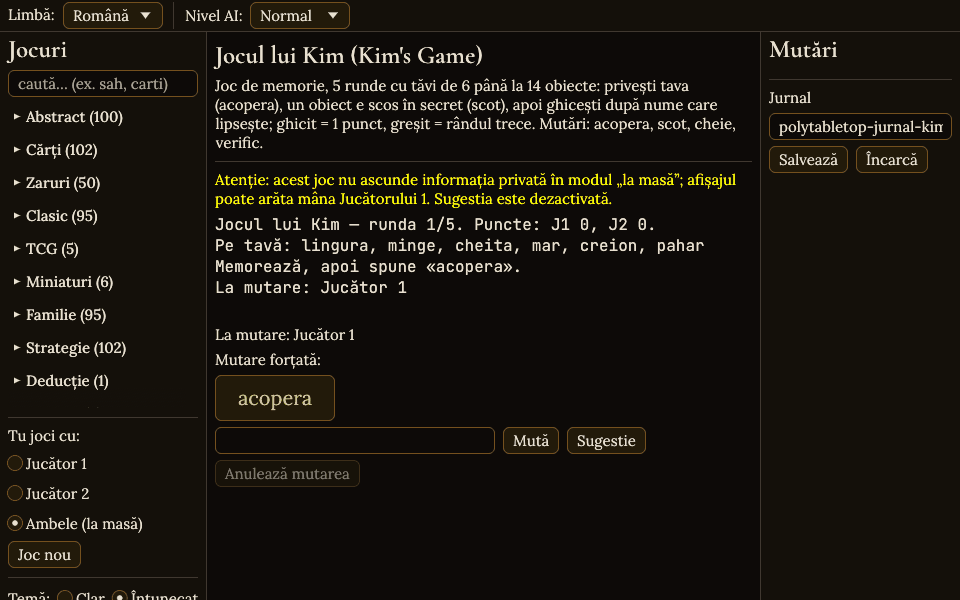 Limbă: Română ▼ Nivel AI: Normal ▼
Jocuri
caută... (ex. sah, carti)
▸ Abstract (100)
▸ Cărți (102)
▸ Zaruri (50)
▸ Clasic (95)
▸ TCG (5)
▸ Miniaturi (6)
▸ Familie (95)
▸ Strategie (102)
▸ Deducție (1)
Tu joci cu:
Jucător 1
Jucător 2
Ambele (la masă)
Joc nou
Temă: Clar Întunecat
Jocul lui Kim (Kim's Game)
Joc de memorie, 5 runde cu tăvi de 6 până la 14 obiecte: privești tava
(acopera), un obiect e scos în secret (scot), apoi ghicești după nume care
lipsește; ghicit = 1 punct, greșit = rândul trece. Mutări: acopera, scot, cheie,
verific.
Atenție: acest joc nu ascunde informația privată în modul „la masă”; afișajul
poate arăta mâna Jucătorului 1. Sugestia este dezactivată.
Jocul lui Kim — runda 1/5. Puncte: J1 0, J2 0.
Pe tavă: lingura, minge, cheita, mar, creion, pahar
Memorează, apoi spune «acopera».
La mutare: Jucător 1
La mutare: Jucător 1
Mutare forțată:
acopera
Mută Sugestie
Anulează mutarea
Mutări
Jurnal
polytabletop-jurnal-kim
Salvează Încarcă